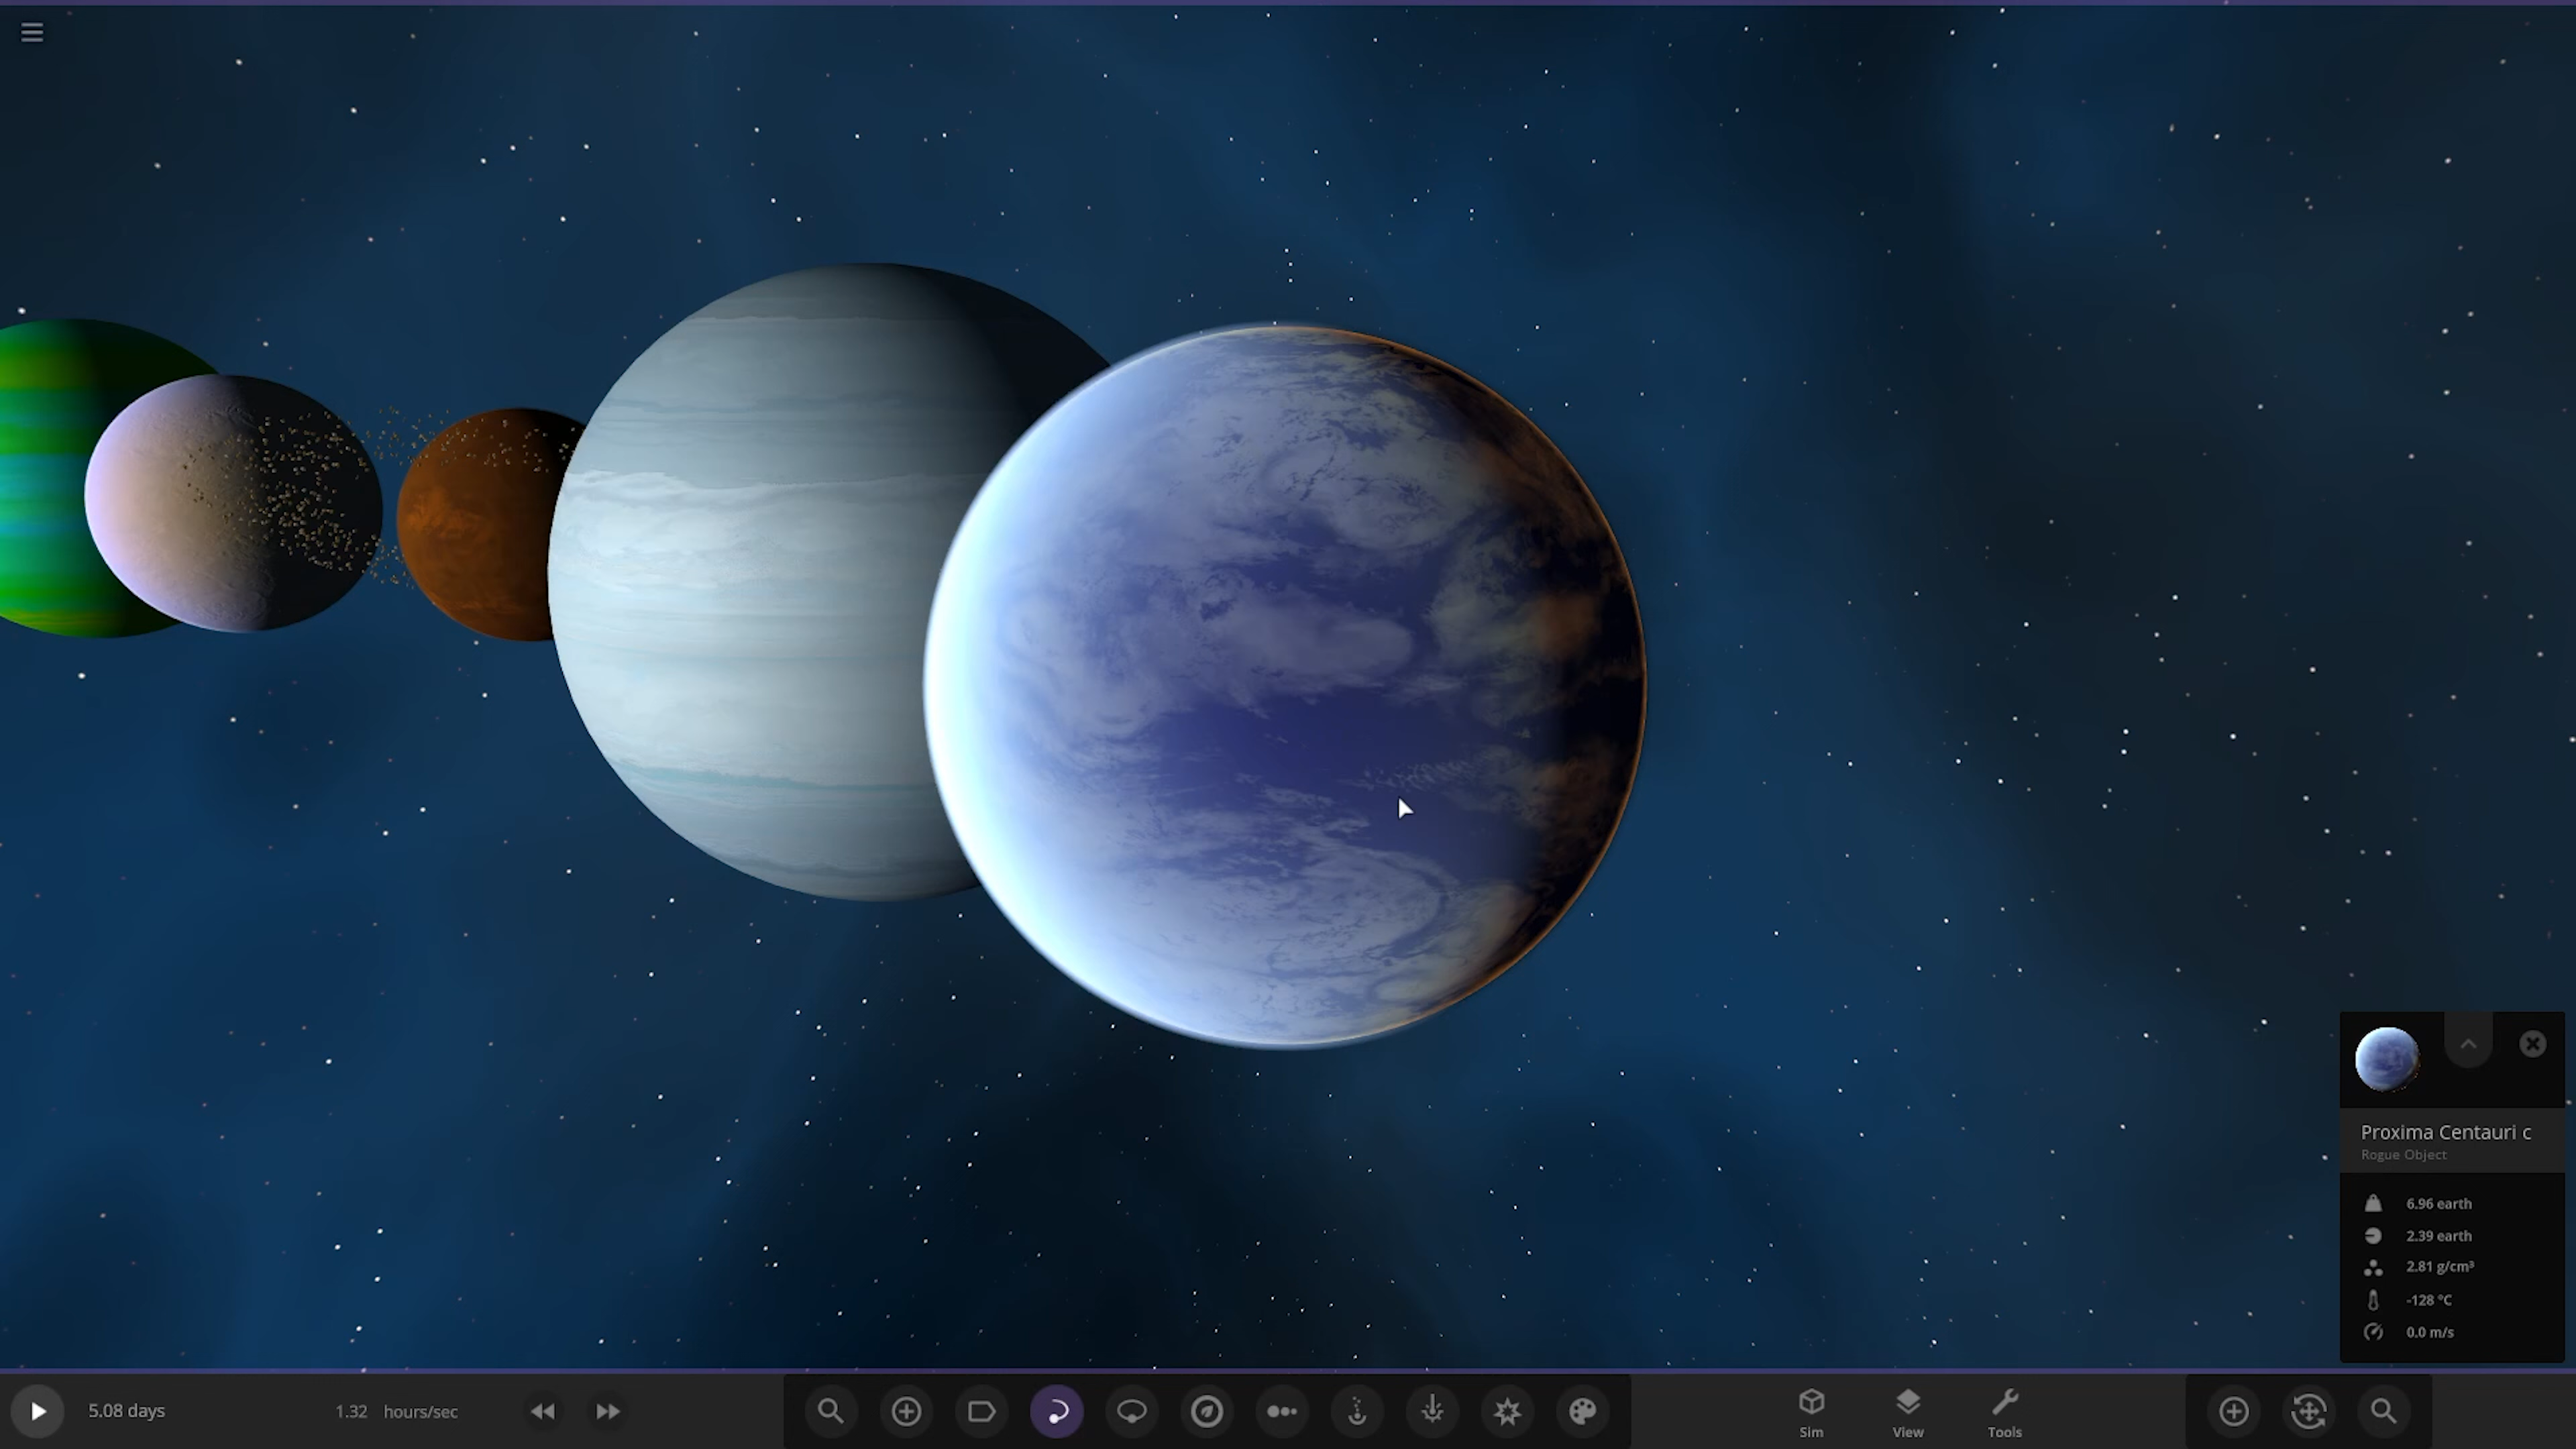 Proxima Centauri c
Rogue Object
6.96 earth
2.39 earth
2.81 g/cm³
-128 °C
0.0 m/s
5.08 days
1.32 hours/sec
Sim
View
Tools